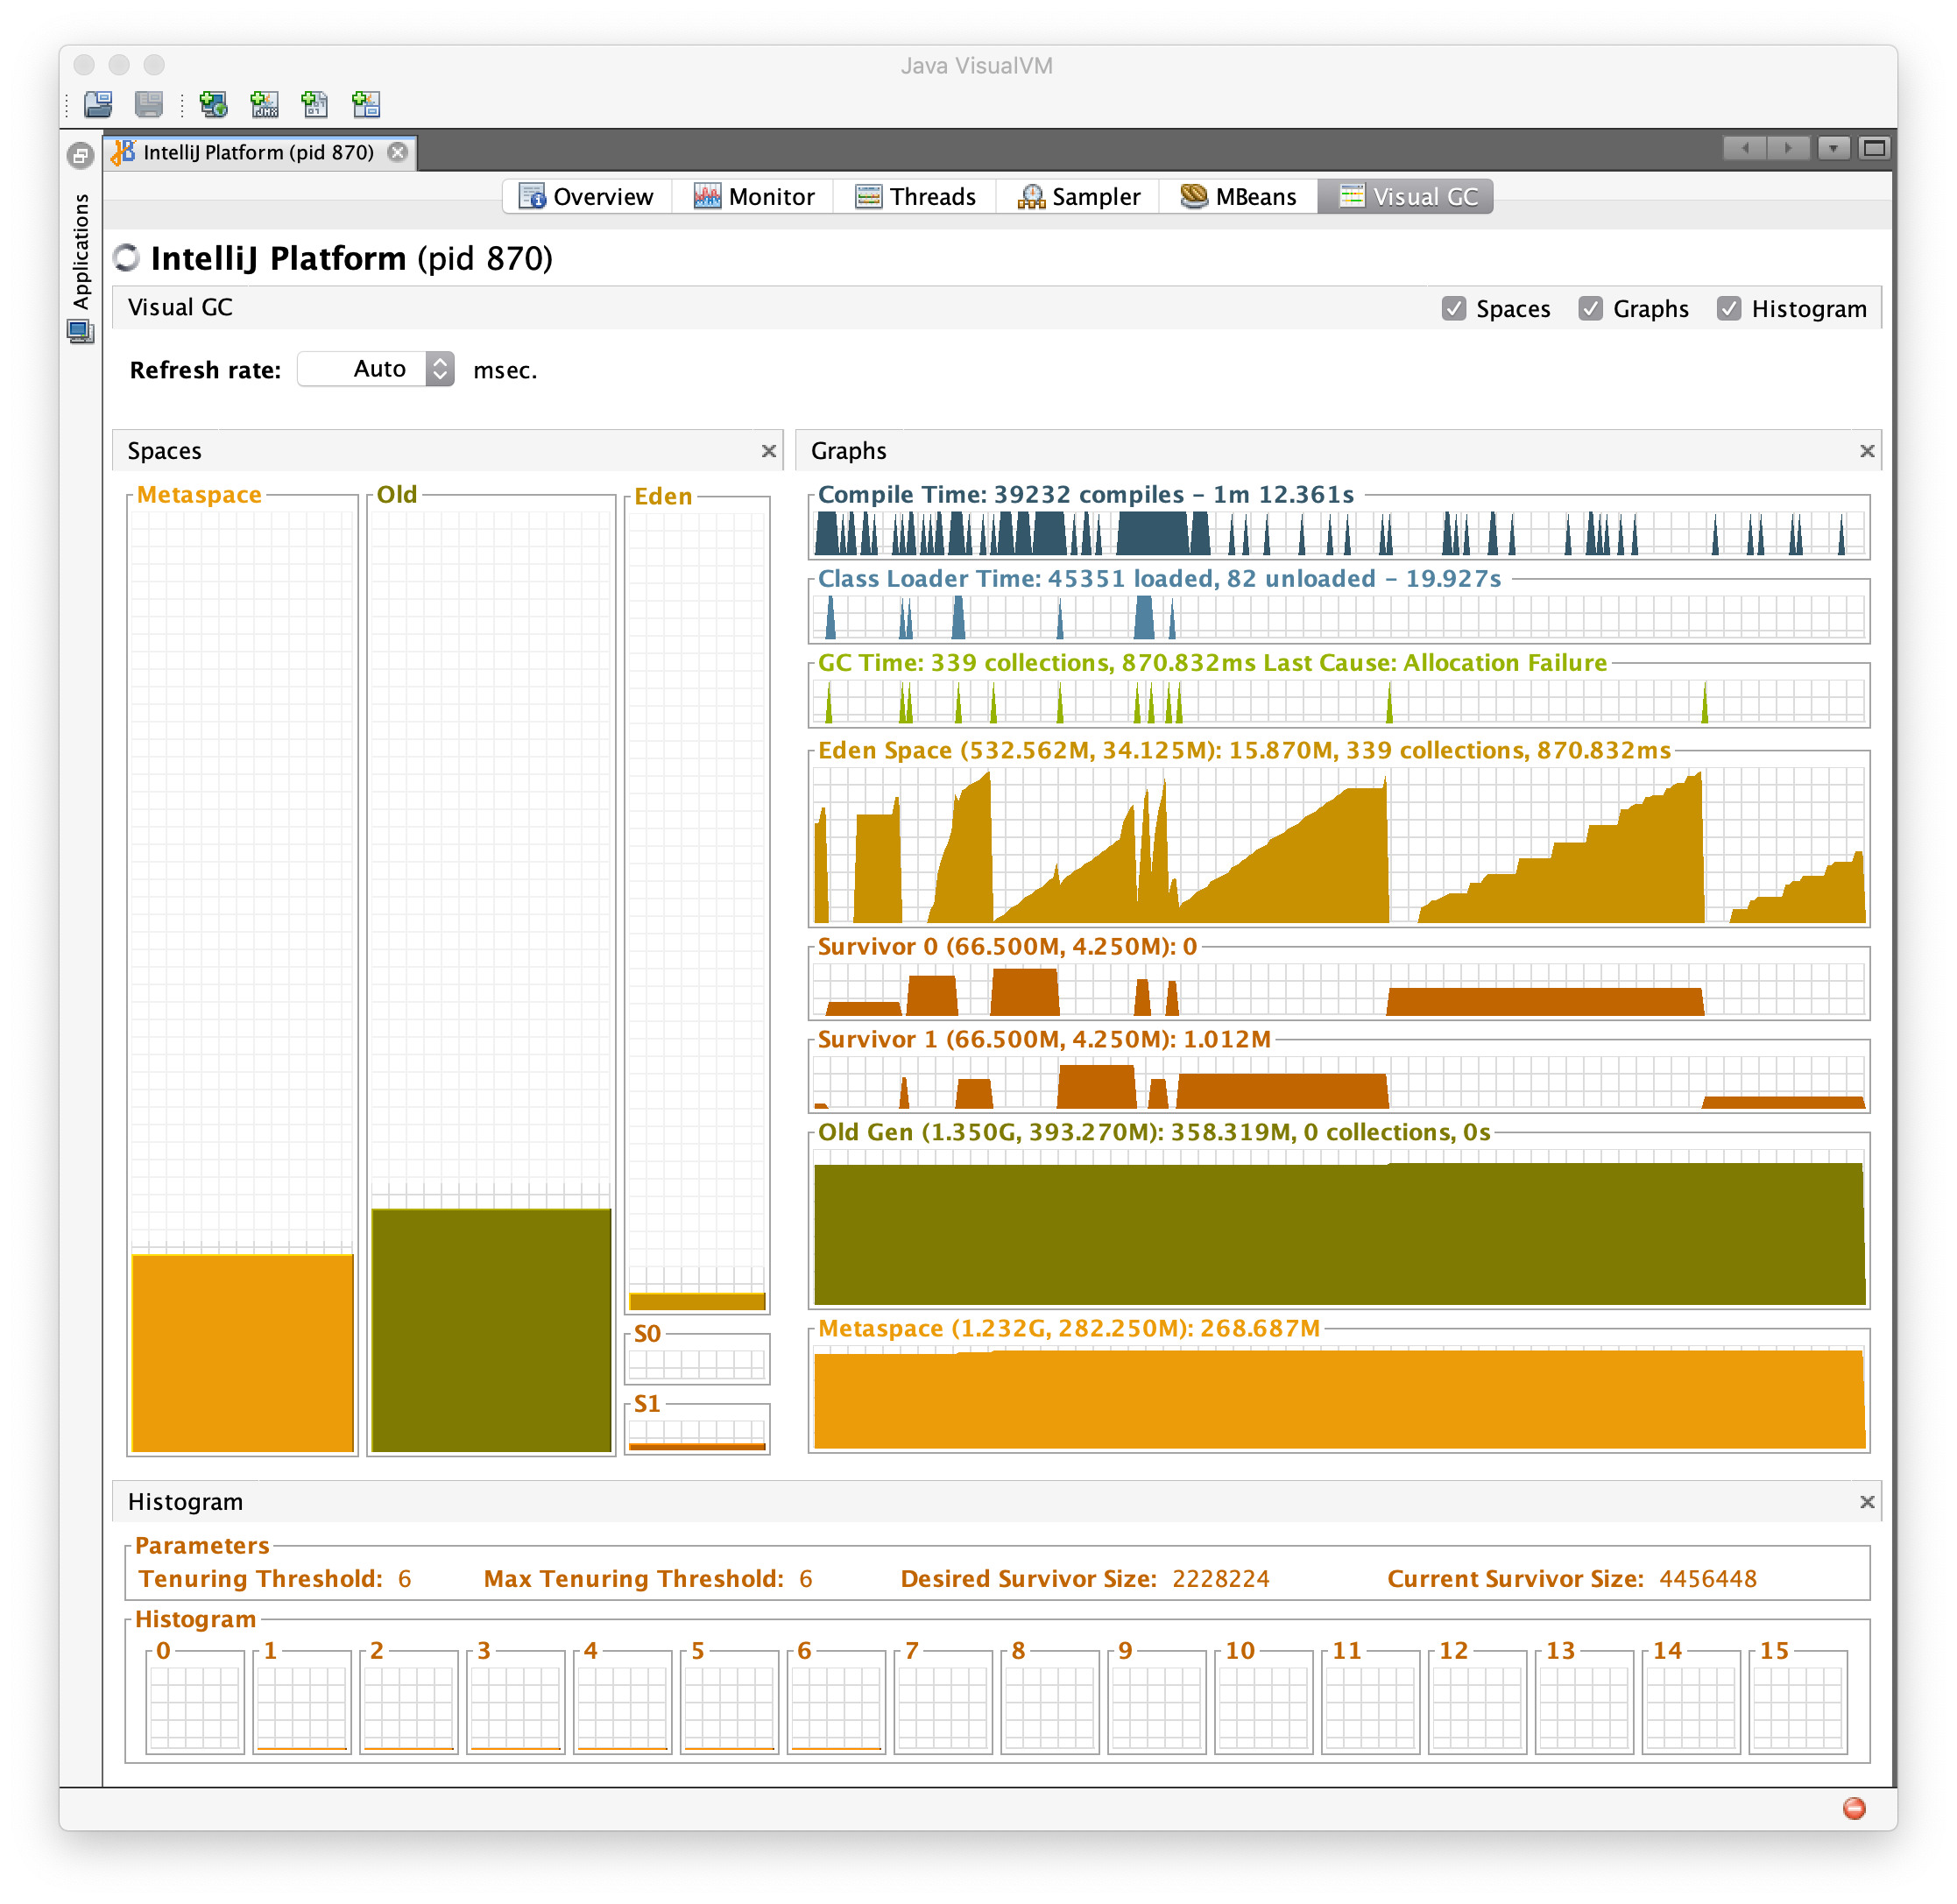 Java VisualVM
IntelliJ Platform (pid 870)
Applications
Overview Monitor Threads Sampler MBeans Visual GC
IntelliJ Platform (pid 870)
Visual GC Spaces Graphs Histogram
Refresh rate: Auto msec.
Spaces
Metaspace Old Eden
S0
S1
Graphs
Compile Time: 39232 compiles – 1m 12.361s
Class Loader Time: 45351 loaded, 82 unloaded – 19.927s
GC Time: 339 collections, 870.832ms Last Cause: Allocation Failure
Eden Space (532.562M, 34.125M): 15.870M, 339 collections, 870.832ms
Survivor 0 (66.500M, 4.250M): 0
Survivor 1 (66.500M, 4.250M): 1.012M
Old Gen (1.350G, 393.270M): 358.319M, 0 collections, 0s
Metaspace (1.232G, 282.250M): 268.687M
Histogram
Parameters
Tenuring Threshold: 6 Max Tenuring Threshold: 6 Desired Survivor Size: 2228224 Current Survivor Size: 4456448
Histogram
0 1 2 3 4 5 6 7 8 9 10 11 12 13 14 15